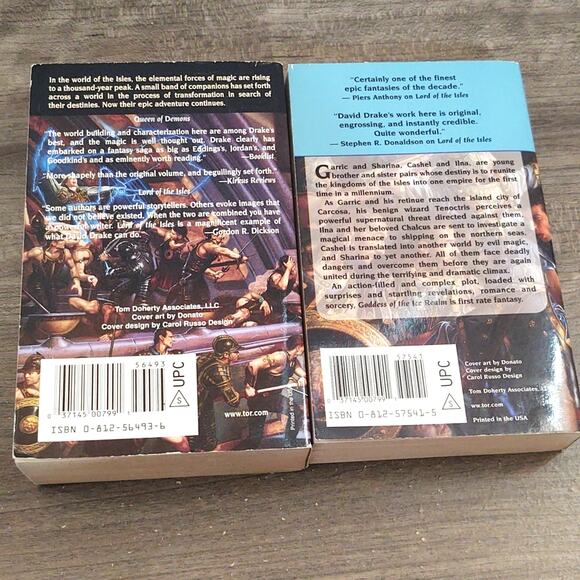 In the world of the Isles, the elemental forces of magic are rising
to a thousand-year peak. A small band of companions has set forth
across a world in the process of transformation in search of
their destinies. Now their epic adventure continues.
Queen of Demons
"The world building and characterization here are among Drake's
best, and the magic is well thought out. Drake clearly has
embarked on a fantasy saga as big as Eddings's, Jordan's, and
Goodkind's and as eminently worth reading." —Booklist
"More shapely than the original volume, and beguilingly set forth."
—Kirkus Reviews
Lord of the Isles
"Some authors are powerful storytellers. Others evoke images that
we did not believe existed. When the two are combined you have
a powerful writer. Lord of the Isles is a magnificent example of
what David Drake can do." —Gordon R. Dickson
Tom Doherty Associates, LLC
Cover art by Donato
Cover design by Carol Russo Design
56493
UPC
S
0 37145 00799 1
ISBN 0-812-56493-6
www.tor.com
Printed in the USA
"Certainly one of the finest
epic fantasies of the decade."
— Piers Anthony on Lord of the Isles
"David Drake's work here is original,
engrossing, and instantly credible.
Quite wonderful."
— Stephen R. Donaldson on Lord of the Isles
Garric and Sharina, Cashel and Ilna, are young
brother and sister pairs whose destiny is to reunite
the kingdoms of the Isles into one empire for the first
time in a millennium.
As Garric and his retinue reach the island city of
Carcosa, his benign wizard Tenoctris perceives a
powerful supernatural threat directed against them.
Ilna and her beloved Chalcus are sent to investigate a
magical menace to shipping on the northern seas.
Cashel is translated into another world by evil magic,
and Sharina to yet another. All of them face deadly
dangers and overcome them before they are again
united during the terrifying and dramatic climax.
An action-filled and complex plot, loaded with
surprises and startling revelations, romance and
sorcery, Goddess of the Ice Realm is first rate fantasy.
57541
UPC
S
0 37145 00799 1
ISBN 0-812-57541-5
Cover art by Donato
Cover design by
Carol Russo Design
Tom Doherty Associates,
www.tor.com
Printed in the USA